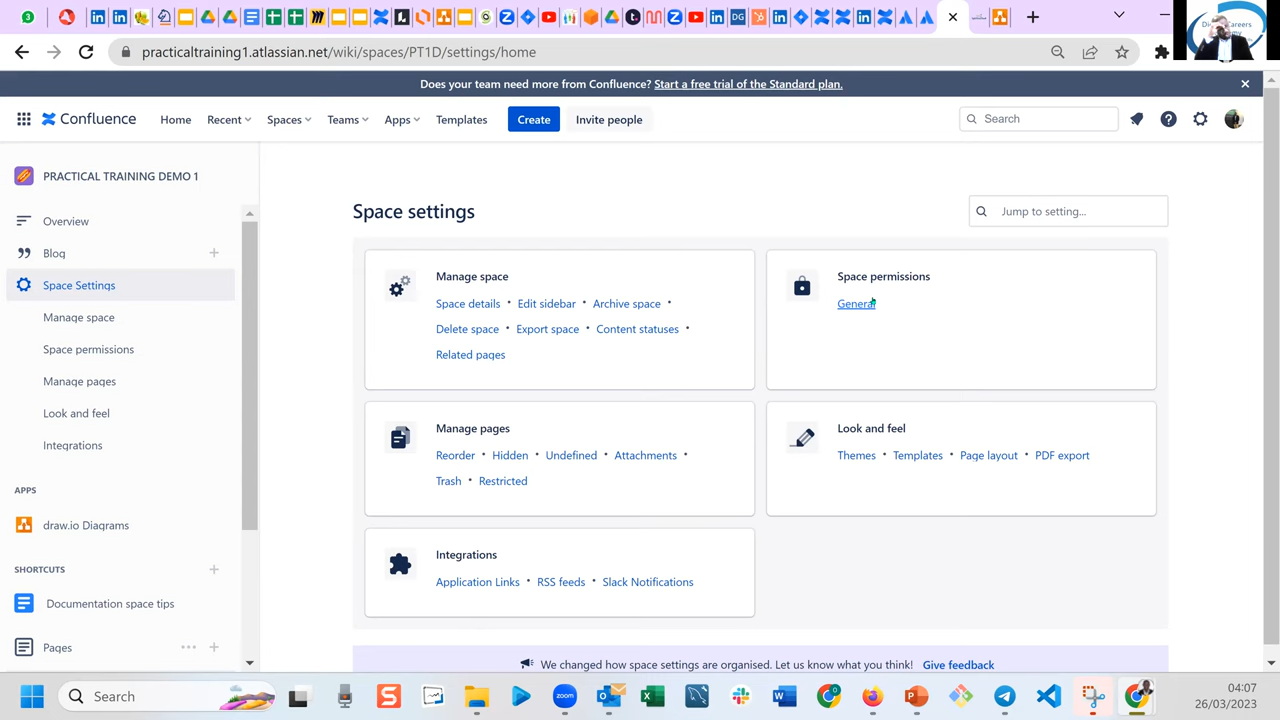 practicaltraining1.atlassian.net/wiki/spaces/PT1D/settings/home
Does your team need more from Confluence? Start a free trial of the Standard plan.
Confluence Home Recent Spaces Teams Apps Templates Create Invite people Search
PRACTICAL TRAINING DEMO 1
Overview
Blog
Space Settings
Manage space
Space permissions
Manage pages
Look and feel
Integrations
APPS
draw.io Diagrams
SHORTCUTS
Documentation space tips
Pages
Space settings
Jump to setting...
Manage space
Space details • Edit sidebar • Archive space •
Delete space • Export space • Content statuses •
Related pages
Space permissions
General
Manage pages
Reorder • Hidden • Undefined • Attachments •
Trash • Restricted
Look and feel
Themes • Templates • Page layout • PDF export
Integrations
Application Links • RSS feeds • Slack Notifications
We changed how space settings are organised. Let us know what you think! Give feedback
Search
zoom
04:07
26/03/2023